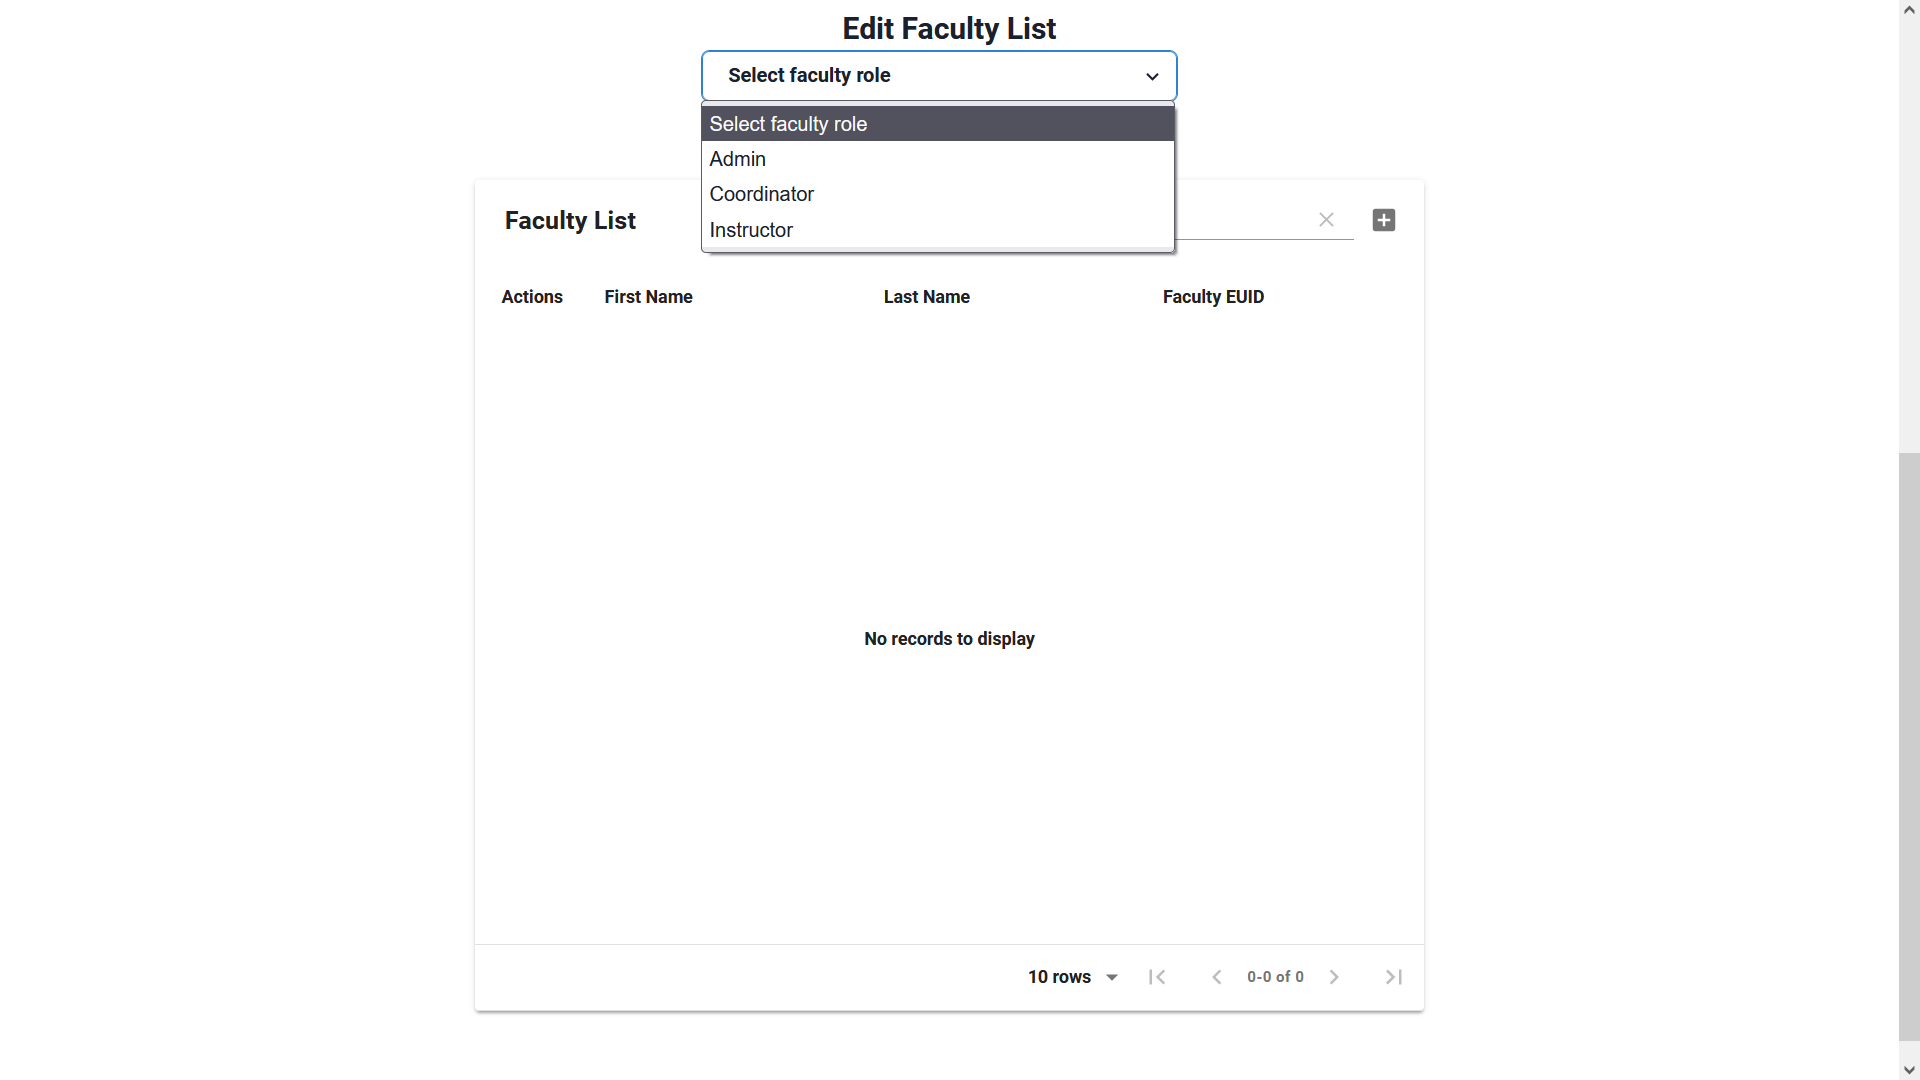 Edit Faculty List
Select faculty role
Select faculty role
Admin
Coordinator
Instructor
Faculty List
Actions First Name Last Name Faculty EUID
No records to display
10 rows 0-0 of 0